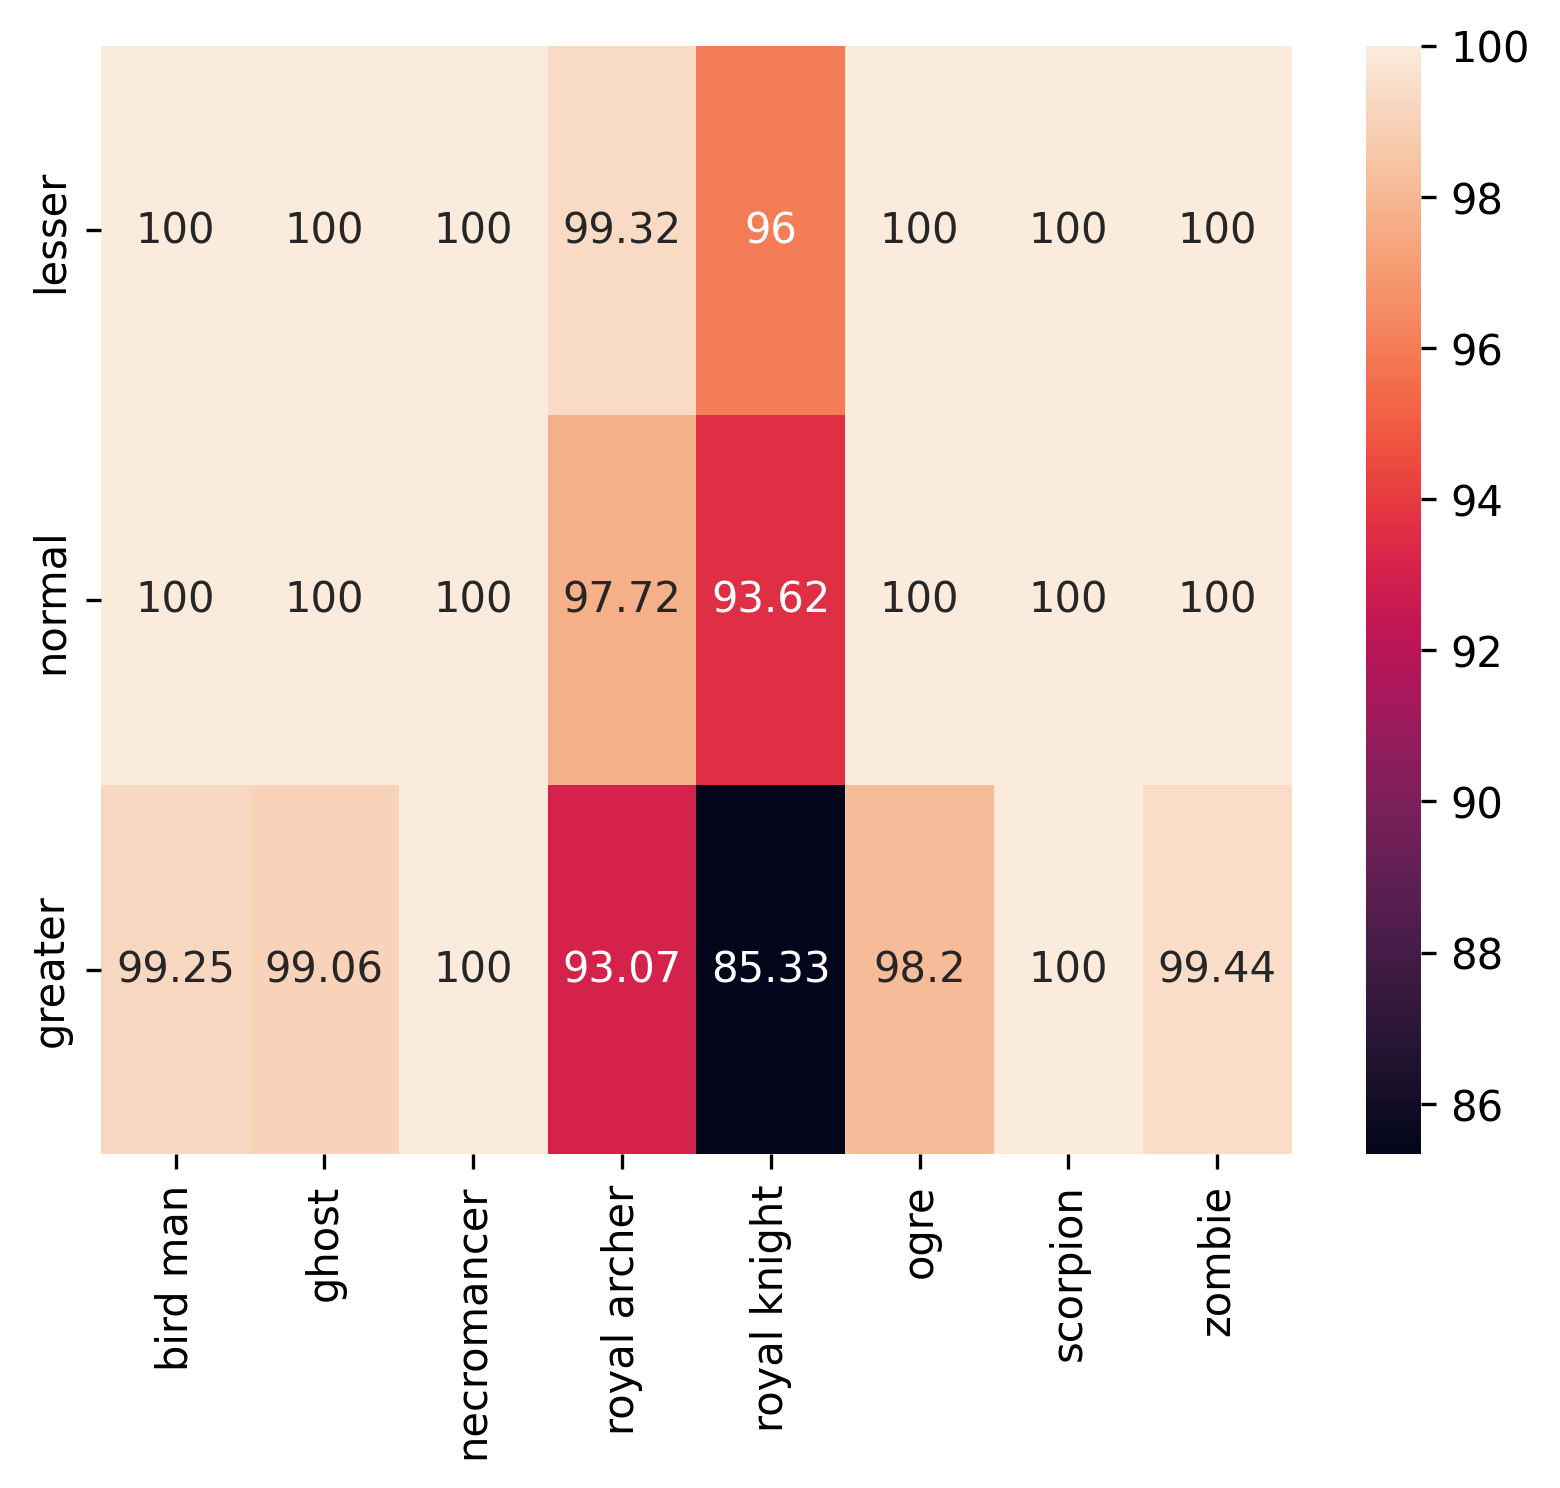 lesser 100 100 100 99.32 96 100 100 100
normal 100 100 100 97.72 93.62 100 100 100
greater 99.25 99.06 100 93.07 85.33 98.2 100 99.44
bird man
ghost
necromancer
royal archer
royal knight
ogre
scorpion
zombie
100
98
96
94
92
90
88
86